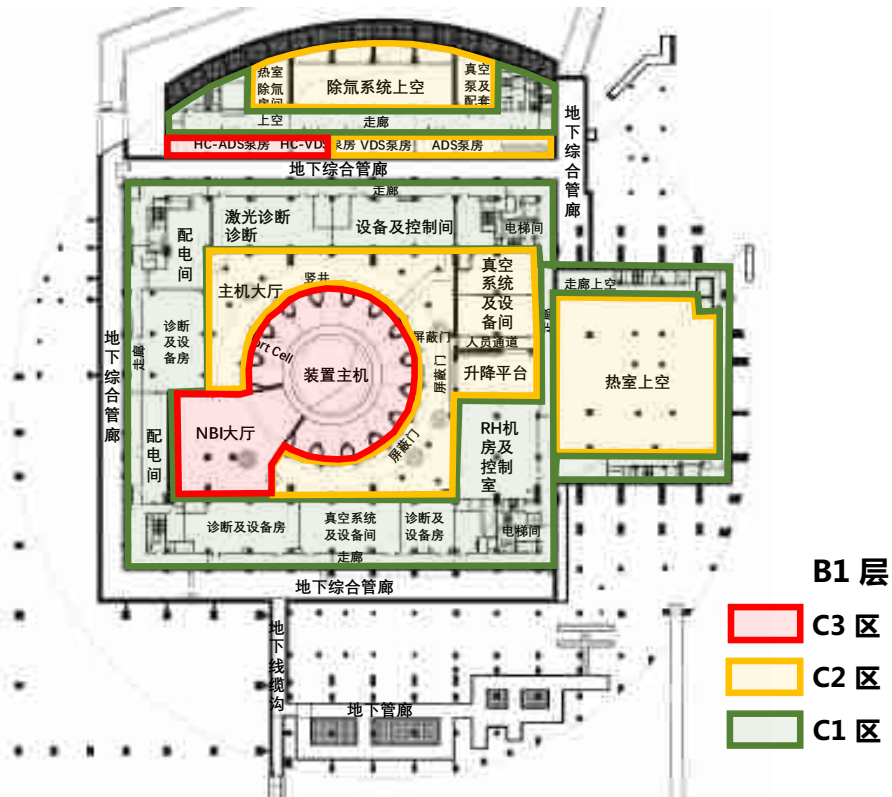 热室
除氚
房间
除氚系统上空
真空
泵及
配套
上空
走廊
HC-ADS泵房
HC-VDS泵房
VDS泵房
ADS泵房
地下综合管廊
地下综合管廊
走廊
激光诊断
诊断
设备及控制间
电梯间
配电间
主机大厅
竖井
真空
系统
及设
备间
走廊上空
走廊
诊断
及设
备房
走廊
地下综合管廊
ort Cell
屏蔽门
人员通道
装置主机
屏蔽门
升降平台
热室上空
NBI大厅
配电间
屏蔽门
RH机
房及
控制
室
诊断及设备房
真空系统
及设备间
诊断及
设备房
电梯间
走廊
地下综合管廊
地下线缆沟
地下管廊
B1 层
C3 区
C2 区
C1 区